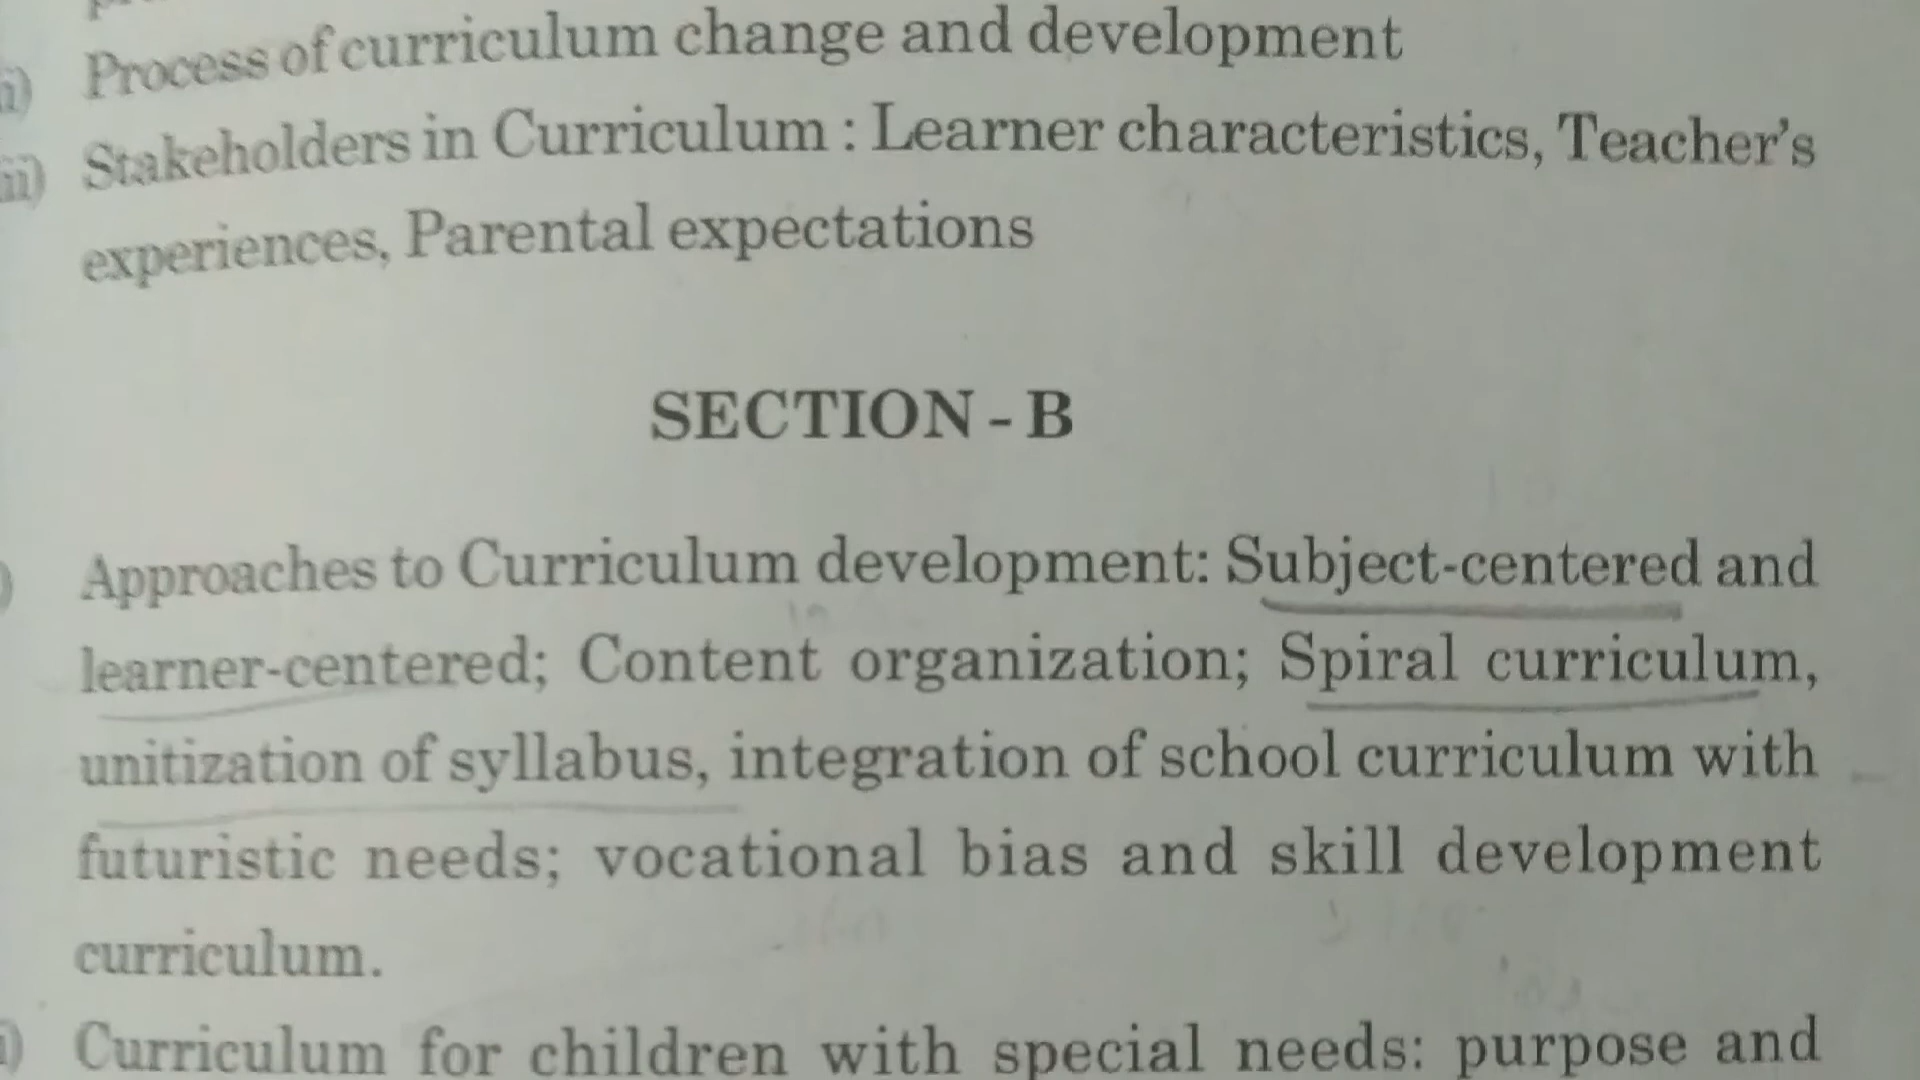 i) Process of curriculum change and development
ii) Stakeholders in Curriculum : Learner characteristics, Teacher's
experiences, Parental expectations
SECTION - B
) Approaches to Curriculum development: Subject-centered and
learner-centered; Content organization; Spiral curriculum,
unitization of syllabus, integration of school curriculum with
futuristic needs; vocational bias and skill development
curriculum.
i) Curriculum for children with special needs: purpose and